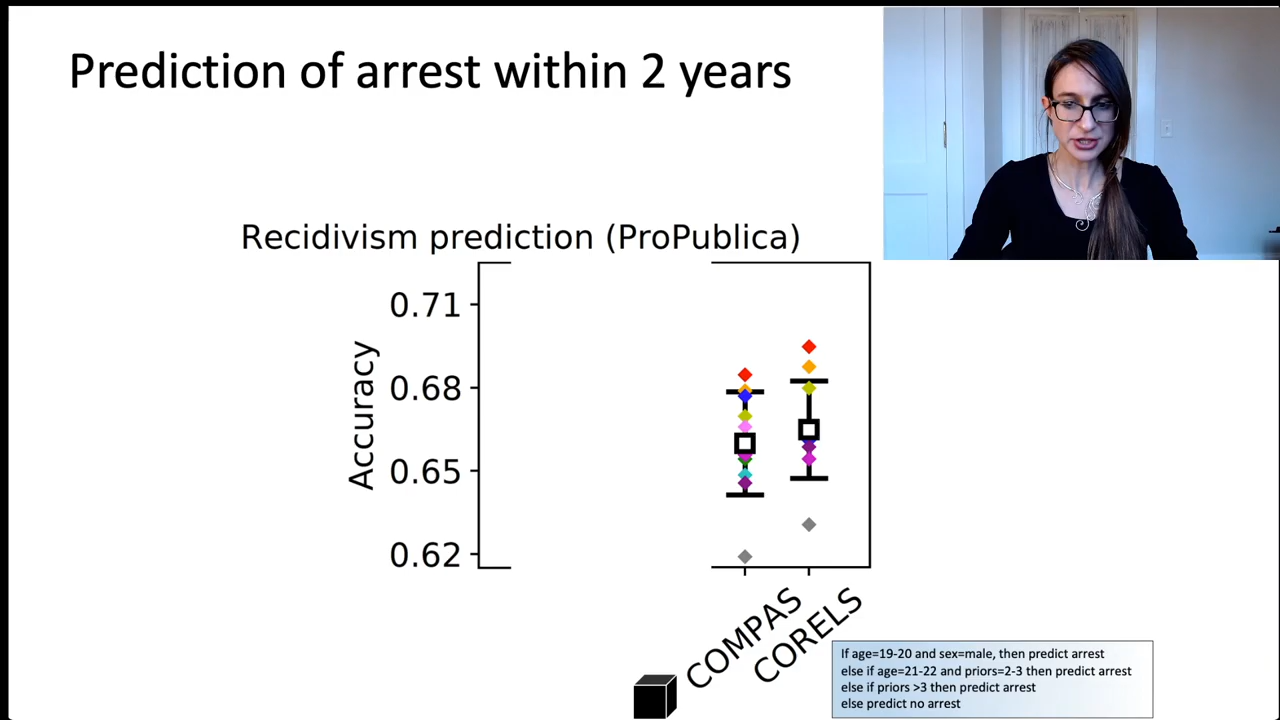 Prediction of arrest within 2 years
Recidivism prediction (ProPublica)
Accuracy
0.71
0.68
0.65
0.62
COMPAS
CORELS
If age=19-20 and sex=male, then predict arrest
else if age=21-22 and priors=2-3 then predict arrest
else if priors >3 then predict arrest
else predict no arrest